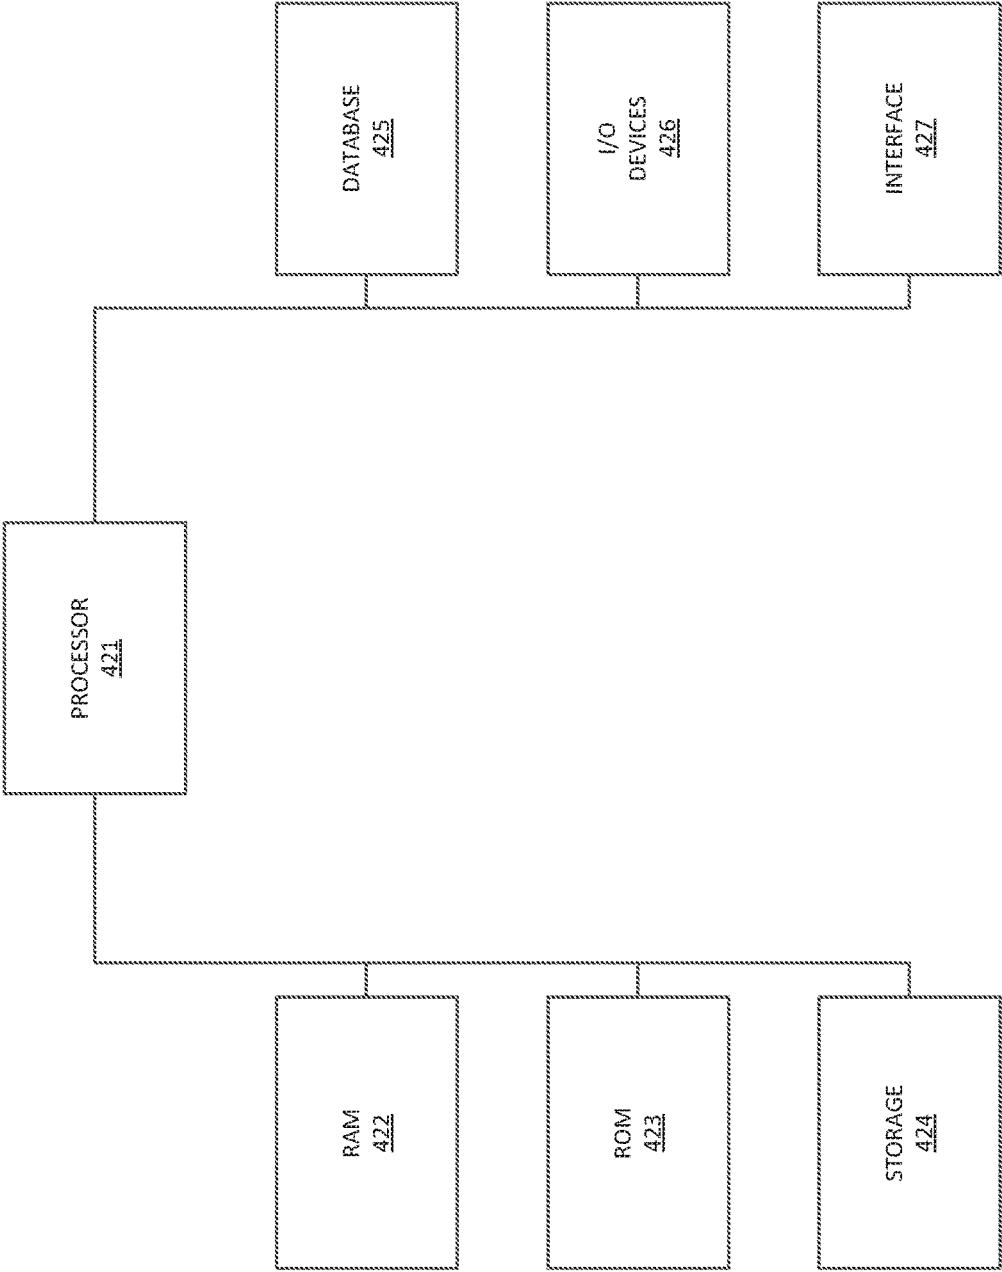 PROCESSOR
421
RAM
422
DATABASE
425
ROM
423
I/O
DEVICES
426
STORAGE
424
INTERFACE
427